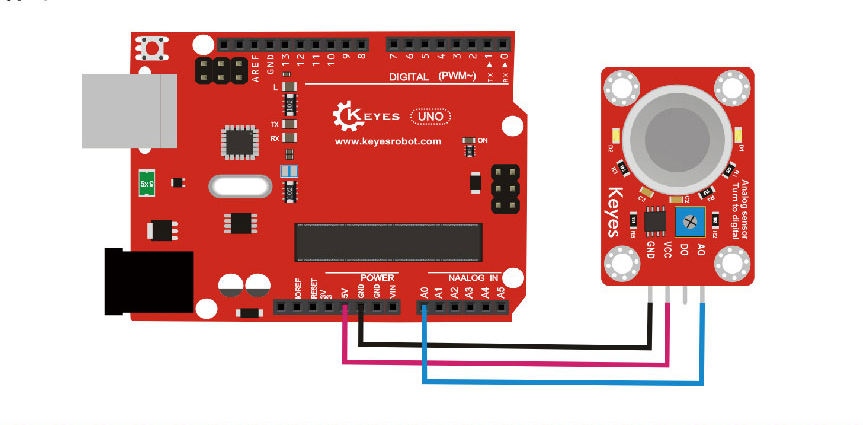 AREF
GND
13
12
11
10
9
8
7
6
5
4
3
2
TX▶1
RX▶0
DIGITAL (PWM~)
L
TX
RX
KEYES UNO
www.keyesrobot.com
ON
POWER
NAALOG IN
IOREF
RESET
3V3
5V
GND
GND
VIN
A0
A1
A2
A3
A4
A5
Keyes
Analog sensor
Turn to digital
GND
VCC
DO
AO